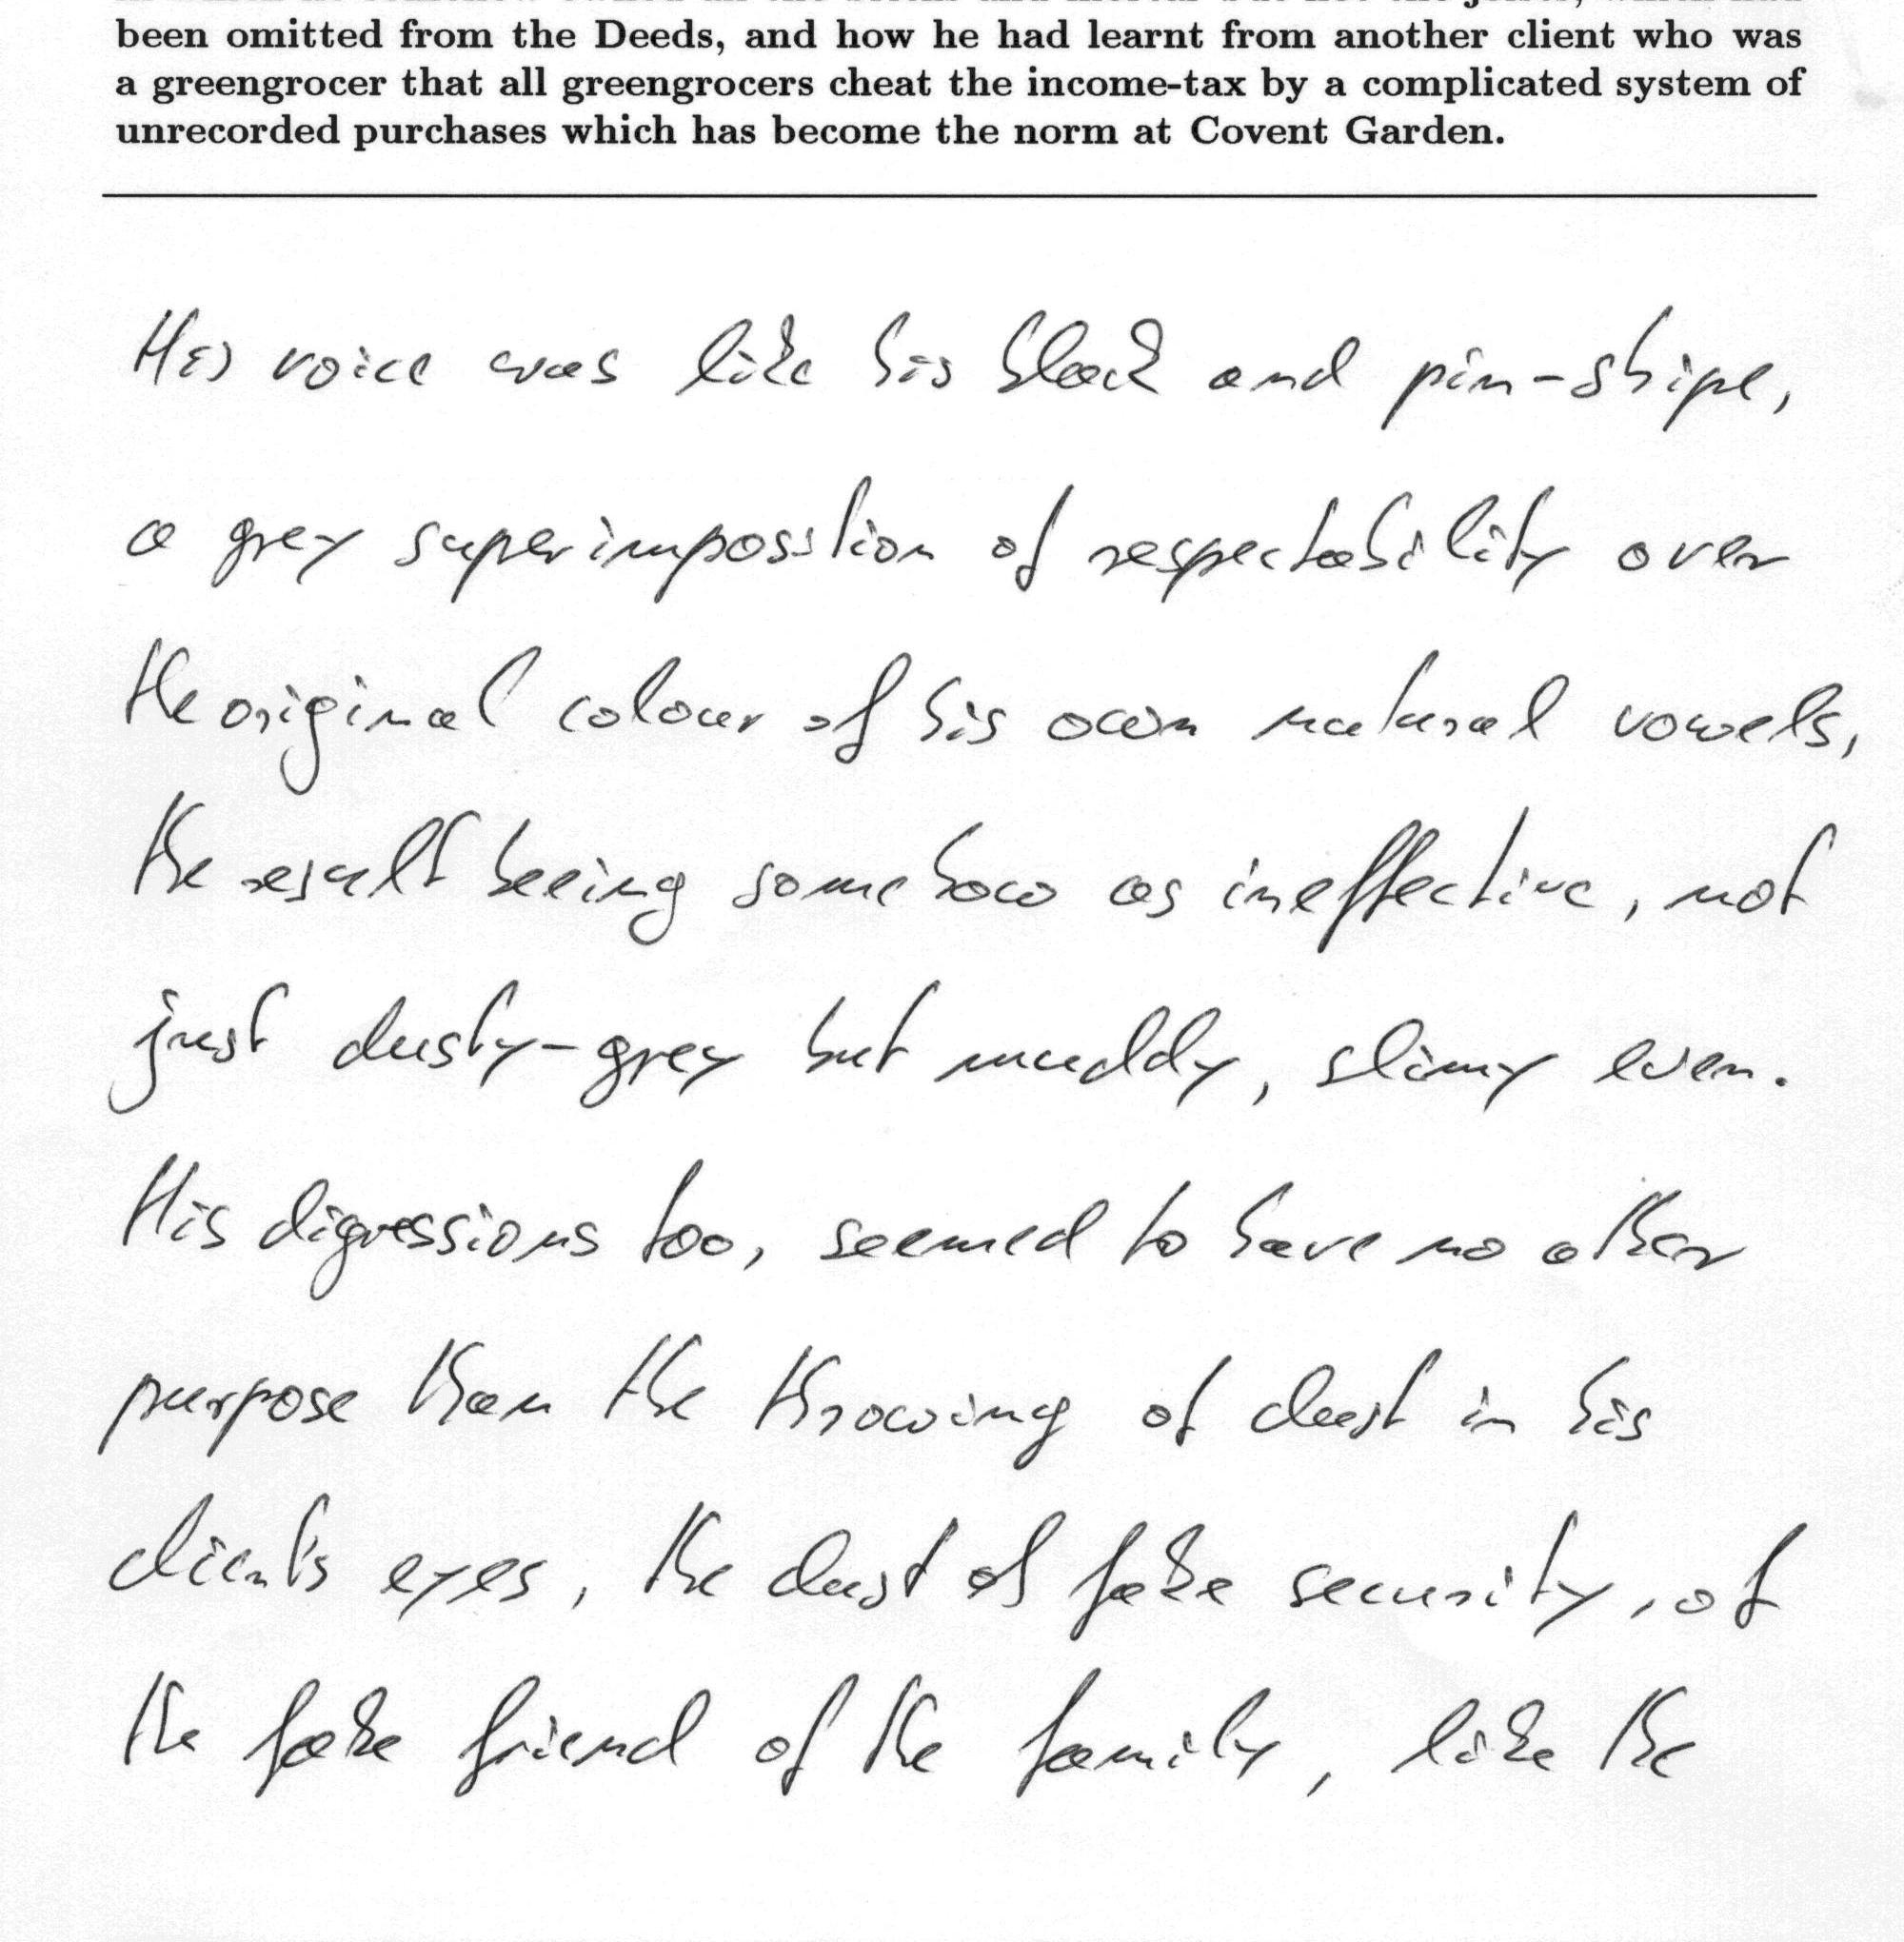 been omitted from the Deeds, and how he had learnt from another client who was
a greengrocer that all greengrocers cheat the income-tax by a complicated system of
unrecorded purchases which has become the norm at Covent Garden.
His voice was like his black and pin-stripe,
a grey superimposstion of respectability over
the original colour of his own natural vowels,
the result beeing somehow as ineffective, not
just dusty-grey but muddy, slimy even.
His digressions too, seemed to have no other
purpose than the throwing of dust in his
client's eyes, the dust of fake security, of
the fake friend of the family, like the